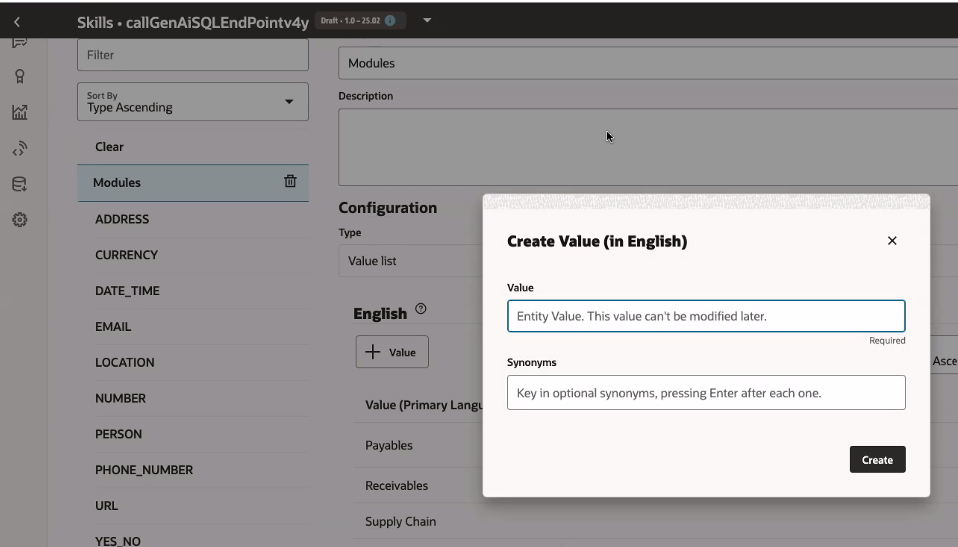 Skills • callGenAiSQLEndPointv4y
Draft • 1.0 – 25.02
Filter
Sort By
Type Ascending
Clear
Modules
ADDRESS
CURRENCY
DATE_TIME
EMAIL
LOCATION
NUMBER
PERSON
PHONE_NUMBER
URL
YES_NO
Modules
Description
Configuration
Type
Value list
English
Value
Asce
Value (Primary Langu
Payables
Receivables
Supply Chain
Create Value (in English)
Value
Entity Value. This value can't be modified later.
Required
Synonyms
Key in optional synonyms, pressing Enter after each one.
Create